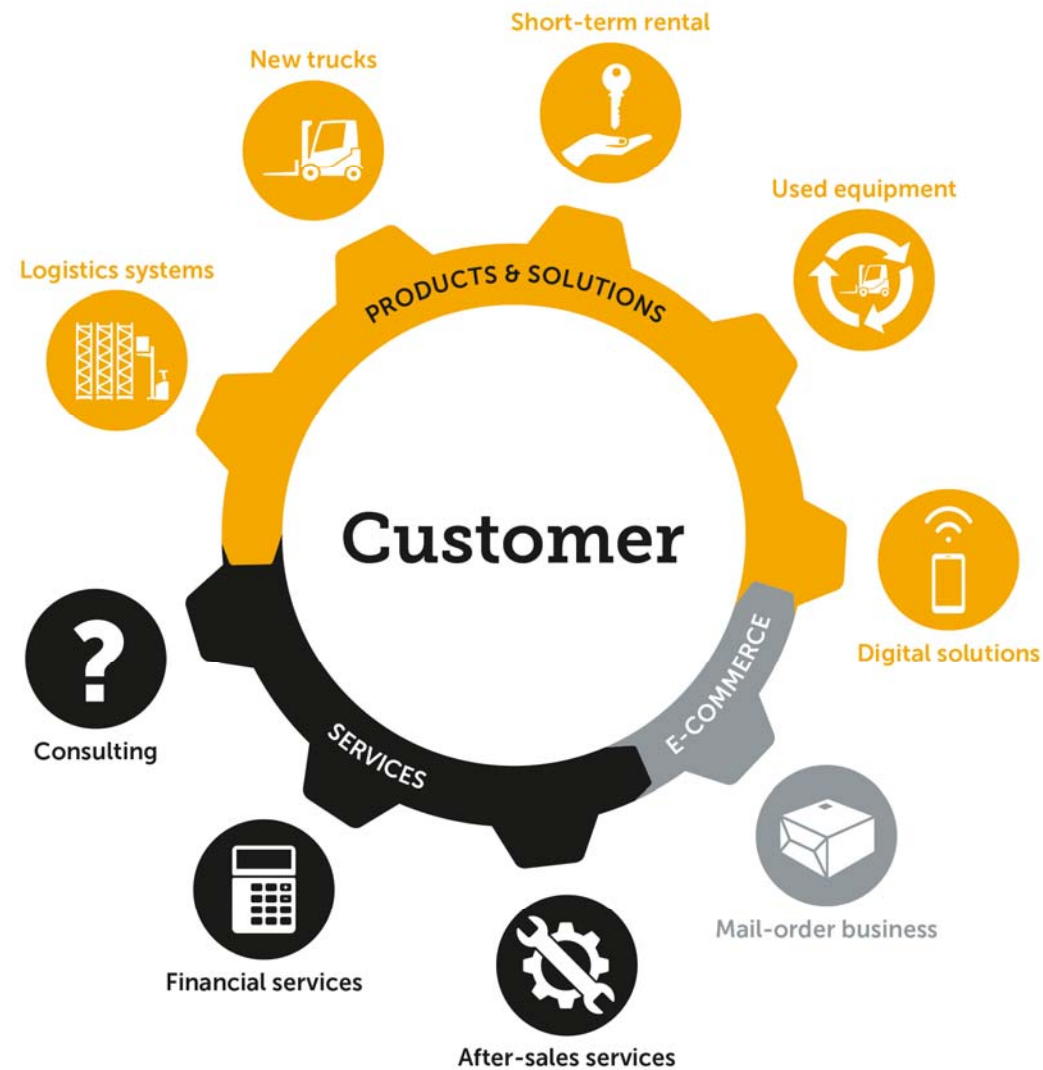 Short-term rental
New trucks
Used equipment
Logistics systems
PRODUCTS & SOLUTIONS
Customer
Digital solutions
E-COMMERCE
SERVICES
Consulting
Mail-order business
Financial services
After-sales services
?